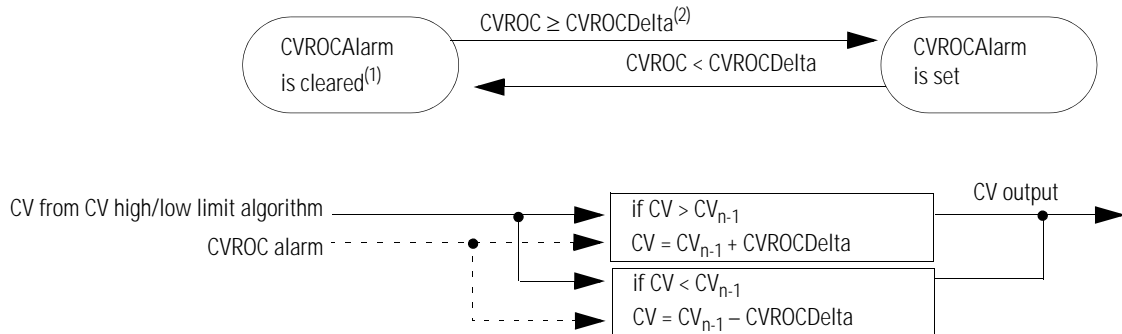 CVROC ≥ CVROCDelta(2)
CVROCAlarm
is cleared(1)
CVROC < CVROCDelta
CVROCAlarm
is set
CV from CV high/low limit algorithm
CVROC alarm
if CV > CVn-1
CV = CVn-1 + CVROCDelta
if CV < CVn-1
CV = CVn-1 – CVROCDelta
CV output